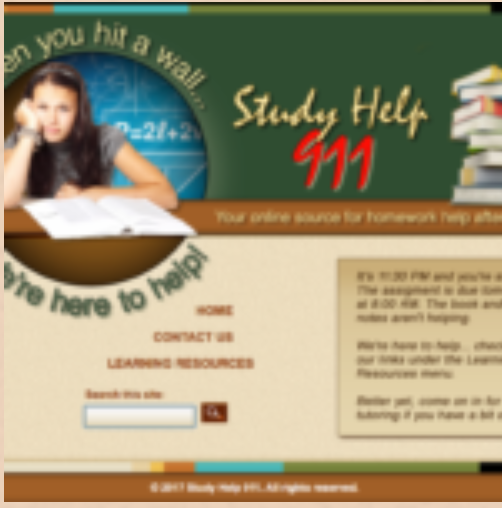 en you hit a wall...
P=2ℓ+2
Study Help
911
Your online source for homework help afte
e're here to help!
HOME
CONTACT US
LEARNING RESOURCES
Search this site:
It's 11:30 PM and you're a
The assignment is due tom
at 8:00 AM. The book and
notes aren't helping.
We're here to help... chec
our links under the Learni
Resources menu.
Better yet, come on in for
tutoring if you have a bit o
© 2017 Study Help 911. All rights reserved.